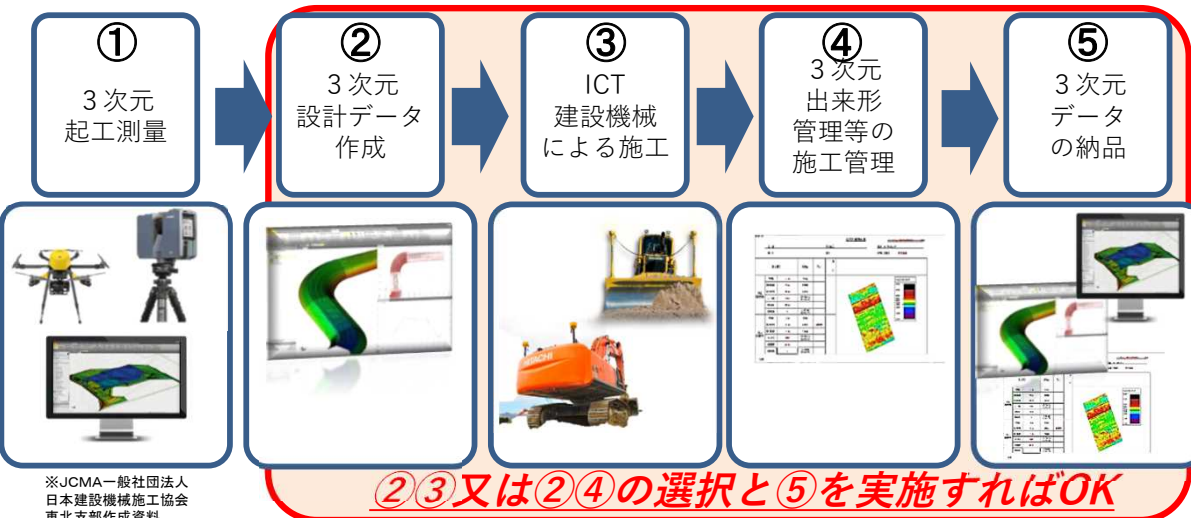 ①
３次元
起工測量
②
３次元
設計データ
作成
③
ICT
建設機械
による施工
④
３次元
出来形
管理等の
施工管理
⑤
３次元
データ
の納品
HITACHI
※JCMA一般社団法人
日本建設機械施工協会
東北支部作成資料
②③又は②④の選択と⑤を実施すればOK